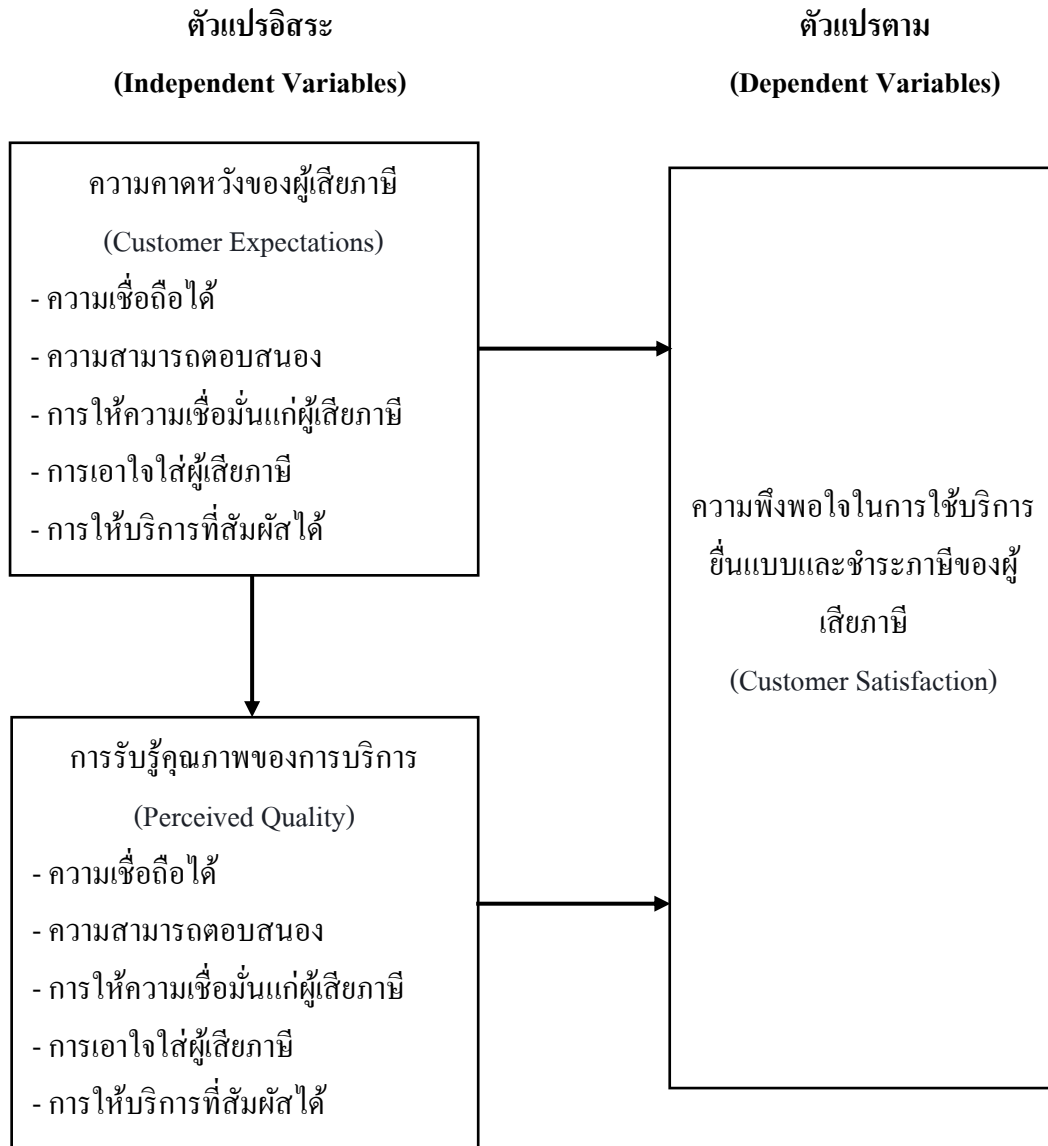 ตัวแปรอิสระ
(Independent Variables)
ตัวแปรตาม
(Dependent Variables)
ความคาดหวังของผู้เสียภาษี
(Customer Expectations)
- ความเชื่อถือได้
- ความสามารถตอบสนอง
- การให้ความเชื่อมั่นแก่ผู้เสียภาษี
- การเอาใจใส่ผู้เสียภาษี
- การให้บริการที่สัมผัสได้
ความพึงพอใจในการใช้บริการ
ยื่นแบบและชำระภาษีของผู้
เสียภาษี
(Customer Satisfaction)
การรับรู้คุณภาพของการบริการ
(Perceived Quality)
- ความเชื่อถือได้
- ความสามารถตอบสนอง
- การให้ความเชื่อมั่นแก่ผู้เสียภาษี
- การเอาใจใส่ผู้เสียภาษี
- การให้บริการที่สัมผัสได้